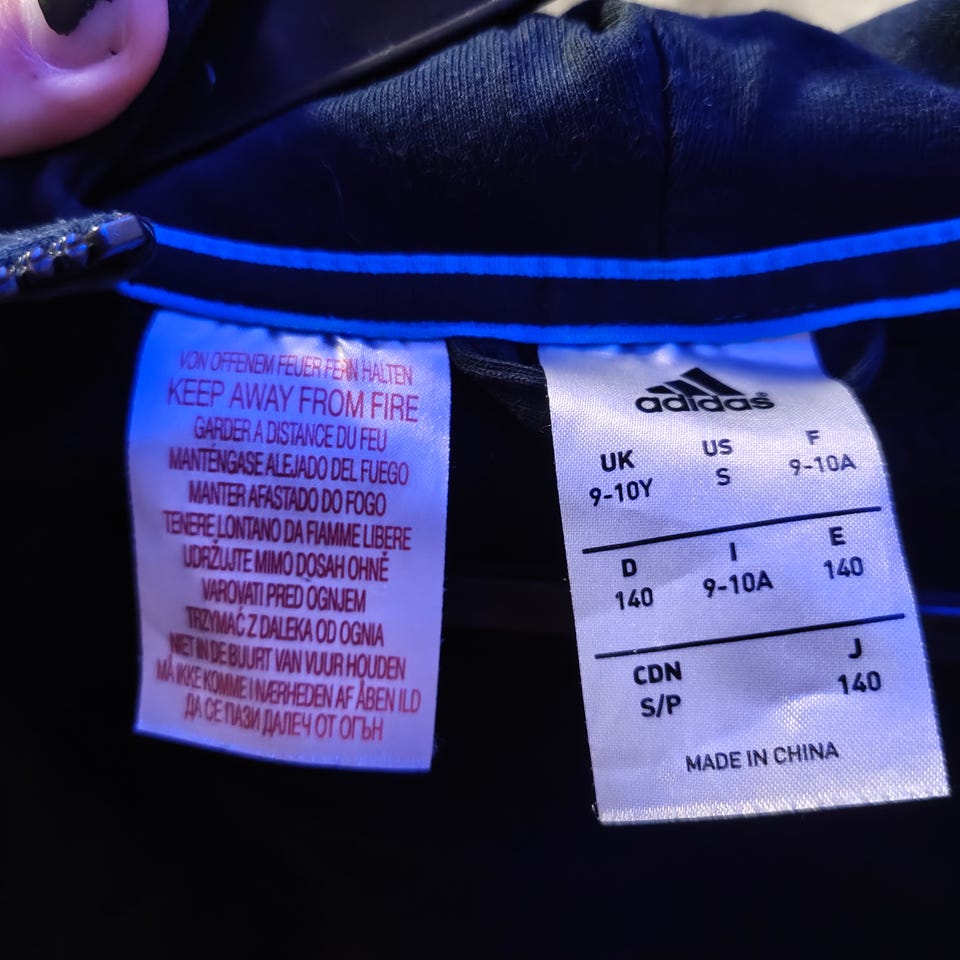 VON OFFENEM FEUER FERN HALTEN
KEEP AWAY FROM FIRE
GARDER A DISTANCE DU FEU
MANTÉNGASE ALEJADO DEL FUEGO
MANTER AFASTADO DO FOGO
TENERE LONTANO DA FIAMME LIBERE
UDRŽUJTE MIMO DOSAH OHNĚ
VAROVATI PRED OGNJEM
TRZYMAĆ Z DALEKA OD OGNIA
NIET IN DE BUURT VAN VUUR HOUDEN
MÅ IKKE KOMME I NÆRHEDEN AF ÅBEN ILD
ДА СЕ ПАЗИ ДАЛЕЧ ОТ ОГЪН
adidas®
UK US F
9-10Y S 9-10A
D I E
140 9-10A 140
CDN J
S/P 140
MADE IN CHINA